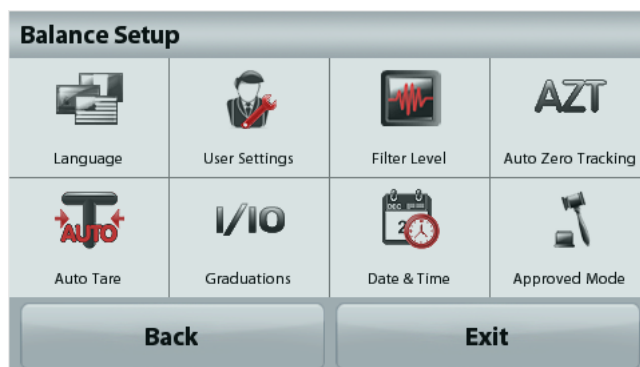 Balance Setup
AZT
Language
User Settings
Filter Level
Auto Zero Tracking
AUTO
I/IO
DEC
Auto Tare
Graduations
Date & Time
Approved Mode
Back
Exit